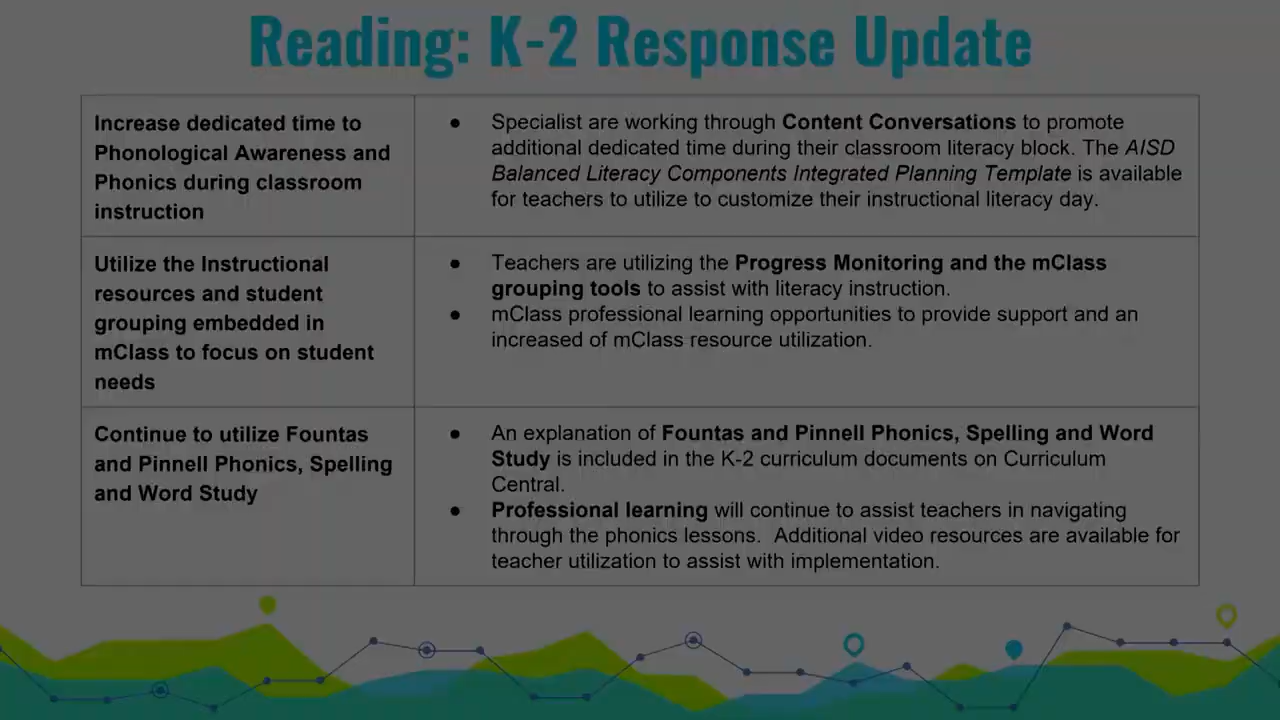 Reading: K-2 Response Update
Increase dedicated time to
Phonological Awareness and
Phonics during classroom
instruction
● Specialist are working through Content Conversations to promote
additional dedicated time during their classroom literacy block. The AISD
Balanced Literacy Components Integrated Planning Template is available
for teachers to utilize to customize their instructional literacy day.
Utilize the Instructional
resources and student
grouping embedded in
mClass to focus on student
needs
● Teachers are utilizing the Progress Monitoring and the mClass
grouping tools to assist with literacy instruction.
● mClass professional learning opportunities to provide support and an
increased of mClass resource utilization.
Continue to utilize Fountas
and Pinnell Phonics, Spelling
and Word Study
● An explanation of Fountas and Pinnell Phonics, Spelling and Word
Study is included in the K-2 curriculum documents on Curriculum
Central.
● Professional learning will continue to assist teachers in navigating
through the phonics lessons. Additional video resources are available for
teacher utilization to assist with implementation.